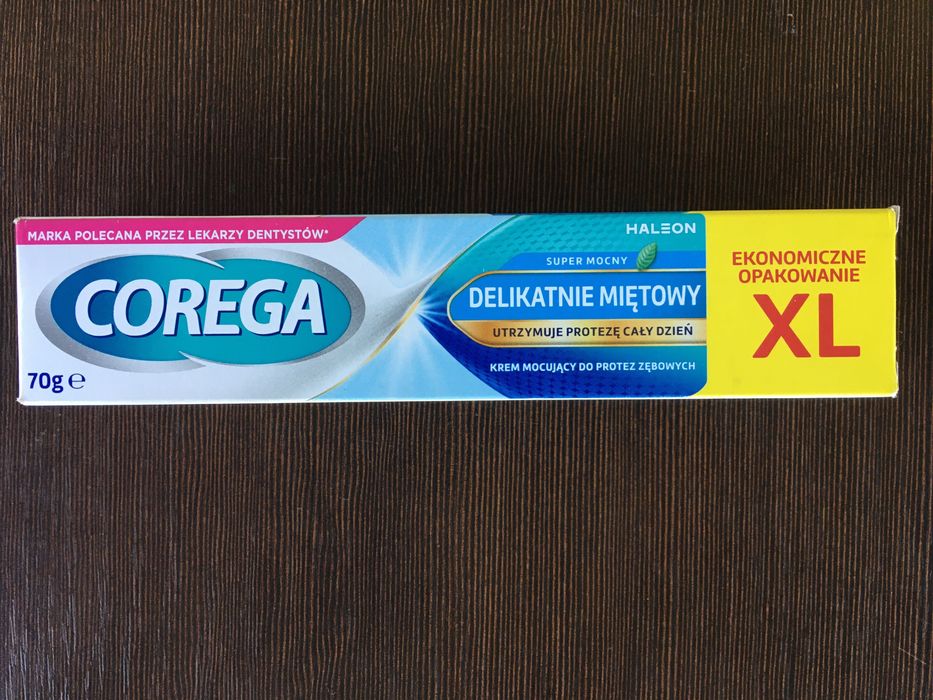 MARKA POLECANA PRZEZ LEKARZY DENTYSTÓW*
COREGA
70g ℮
HALEON
SUPER MOCNY
DELIKATNIE MIĘTOWY
UTRZYMUJE PROTEZĘ CAŁY DZIEŃ
KREM MOCUJĄCY DO PROTEZ ZĘBOWYCH
EKONOMICZNE
OPAKOWANIE
XL